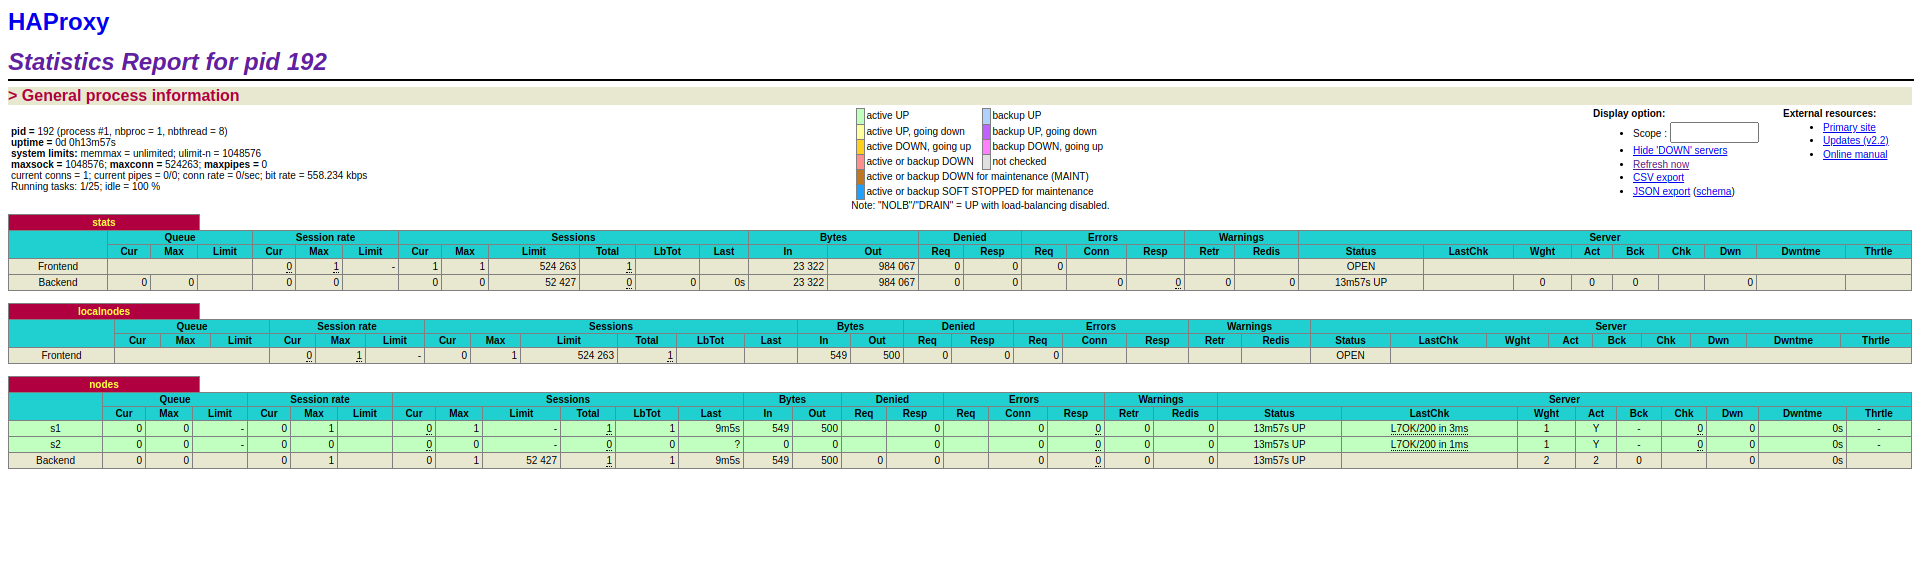 HAProxy
Statistics Report for pid 192
> General process information
pid = 192 (process #1, nbproc = 1, nbthread = 8)
uptime = 0d 0h13m57s
system limits: memmax = unlimited; ulimit-n = 1048576
maxsock = 1048576; maxconn = 524263; maxpipes = 0
current conns = 1; current pipes = 0/0; conn rate = 0/sec; bit rate = 558.234 kbps
Running tasks: 1/25; idle = 100 %
active UP backup UP
active UP, going down backup UP, going down
active DOWN, going up backup DOWN, going up
active or backup DOWN not checked
active or backup DOWN for maintenance (MAINT)
active or backup SOFT STOPPED for maintenance
Note: "NOLB"/"DRAIN" = UP with load-balancing disabled.
Display option:
• Scope :
• Hide 'DOWN' servers
• Refresh now
• CSV export
• JSON export (schema)
External resources:
• Primary site
• Updates (v2.2)
• Online manual
stats
Queue Session rate Sessions Bytes Denied Errors Warnings Server
Cur Max Limit Cur Max Limit Cur Max Limit Total LbTot Last In Out Req Resp Req Conn Resp Retr Redis Status LastChk Wght Act Bck Chk Dwn Dwntme Thrtle
Frontend 0 1 - 1 1 524 263 1 23 322 984 067 0 0 0 OPEN
Backend 0 0 0 0 0 0 52 427 0 0 0s 23 322 984 067 0 0 0 0 0 0 13m57s UP 0 0 0 0
localnodes
Queue Session rate Sessions Bytes Denied Errors Warnings Server
Cur Max Limit Cur Max Limit Cur Max Limit Total LbTot Last In Out Req Resp Req Conn Resp Retr Redis Status LastChk Wght Act Bck Chk Dwn Dwntme Thrtle
Frontend 0 1 - 0 1 524 263 1 549 500 0 0 0 OPEN
nodes
Queue Session rate Sessions Bytes Denied Errors Warnings Server
Cur Max Limit Cur Max Limit Cur Max Limit Total LbTot Last In Out Req Resp Req Conn Resp Retr Redis Status LastChk Wght Act Bck Chk Dwn Dwntme Thrtle
s1 0 0 - 0 1 0 1 - 1 1 9m5s 549 500 0 0 0 0 0 13m57s UP L7OK/200 in 3ms 1 Y - 0 0 0s -
s2 0 0 - 0 0 0 0 - 0 0 ? 0 0 0 0 0 0 0 13m57s UP L7OK/200 in 1ms 1 Y - 0 0 0s -
Backend 0 0 0 1 0 1 52 427 1 1 9m5s 549 500 0 0 0 0 0 0 13m57s UP 2 2 0 0 0s